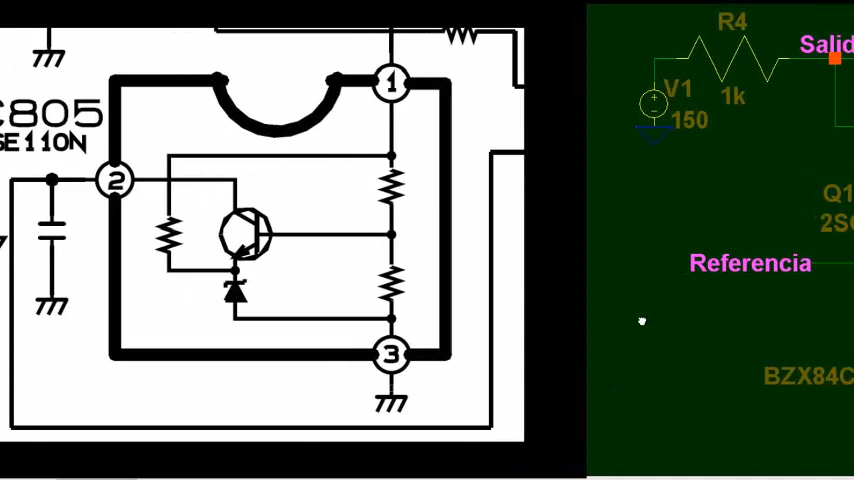 C805
SE110N
1
2
3
R4
1k
V1
150
Salid
Q1
2S
Referencia
BZX84C